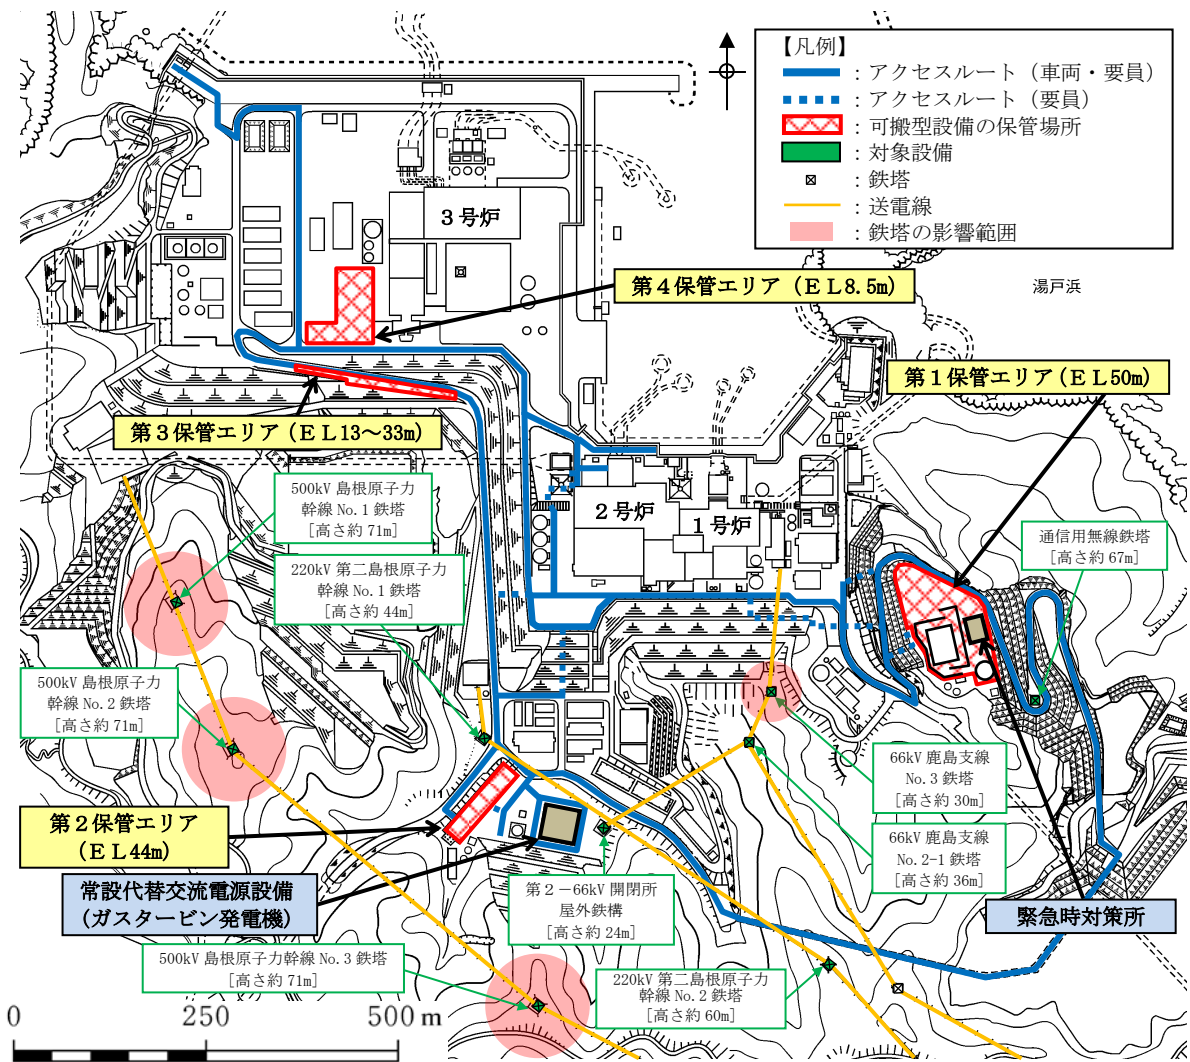 【凡例】
：アクセスルート（車両・要員）
：アクセスルート（要員）
：可搬型設備の保管場所
：対象設備
：鉄塔
：送電線
：鉄塔の影響範囲
３号炉
第４保管エリア（ＥＬ8.5m）
湯戸浜
第１保管エリア（ＥＬ50m）
第３保管エリア（ＥＬ13～33m）
500kV 島根原子力
幹線 No.1 鉄塔
[高さ約 71m]
２号炉
１号炉
通信用無線鉄塔
[高さ約 67m]
220kV 第二島根原子力
幹線 No.1 鉄塔
[高さ約 44m]
500kV 島根原子力
幹線 No.2 鉄塔
[高さ約 71m]
66kV 鹿島支線
No.3 鉄塔
[高さ約 30m]
第２保管エリア
（ＥＬ44m）
66kV 鹿島支線
No.2-1 鉄塔
[高さ約 36m]
常設代替交流電源設備
（ガスタービン発電機）
第２－66kV 開閉所
屋外鉄構
[高さ約 24m]
緊急時対策所
500kV 島根原子力幹線 No.3 鉄塔
[高さ約 71m]
220kV 第二島根原子力
幹線 No.2 鉄塔
[高さ約 60m]
0 250 500 m